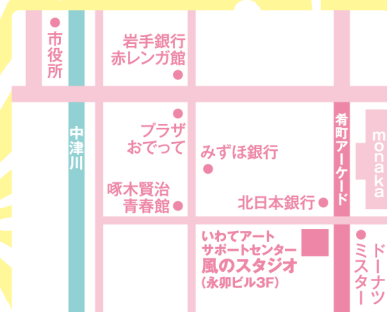 市役所
岩手銀行
赤レンガ館
中津川
プラザ
おでって
啄木賢治
青春館
みずほ銀行
北日本銀行
肴町アーケード
monaka
いわてアート
サポートセンター
風のスタジオ
(永卯ビル3F)
ミスター
ドーナツ